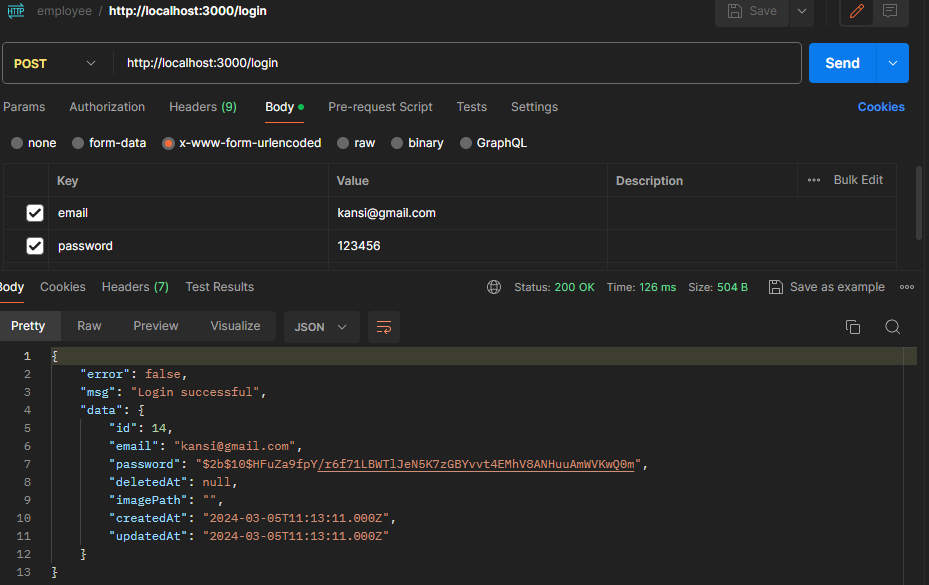 HTTP employee / http://localhost:3000/login Save
POST http://localhost:3000/login Send
Params Authorization Headers (9) Body Pre-request Script Tests Settings Cookies
none form-data x-www-form-urlencoded raw binary GraphQL
Key Value Description Bulk Edit
email kansi@gmail.com
password 123456
Body Cookies Headers (7) Test Results Status: 200 OK Time: 126 ms Size: 504 B Save as example
Pretty Raw Preview Visualize JSON
1 {
2 "error": false,
3 "msg": "Login successful",
4 "data": {
5 "id": 14,
6 "email": "kansi@gmail.com",
7 "password": "$2b$10$HFuZa9fpY/r6f71LBWTlJeN5K7zGBYvvt4EMhV8ANHuuAmWVKwQ0m",
8 "deletedAt": null,
9 "imagePath": "",
10 "createdAt": "2024-03-05T11:13:11.000Z",
11 "updatedAt": "2024-03-05T11:13:11.000Z"
12 }
13 }